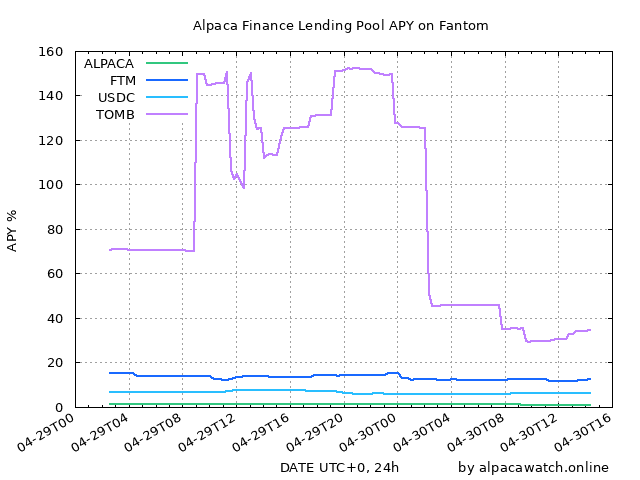 Alpaca Finance Lending Pool APY on Fantom
APY %
160
140
120
100
80
60
40
20
0
ALPACA
FTM
USDC
TOMB
04-29T00
04-29T04
04-29T08
04-29T12
04-29T16
04-29T20
04-30T00
04-30T04
04-30T08
04-30T12
04-30T16
DATE UTC+0, 24h
by alpacawatch.online